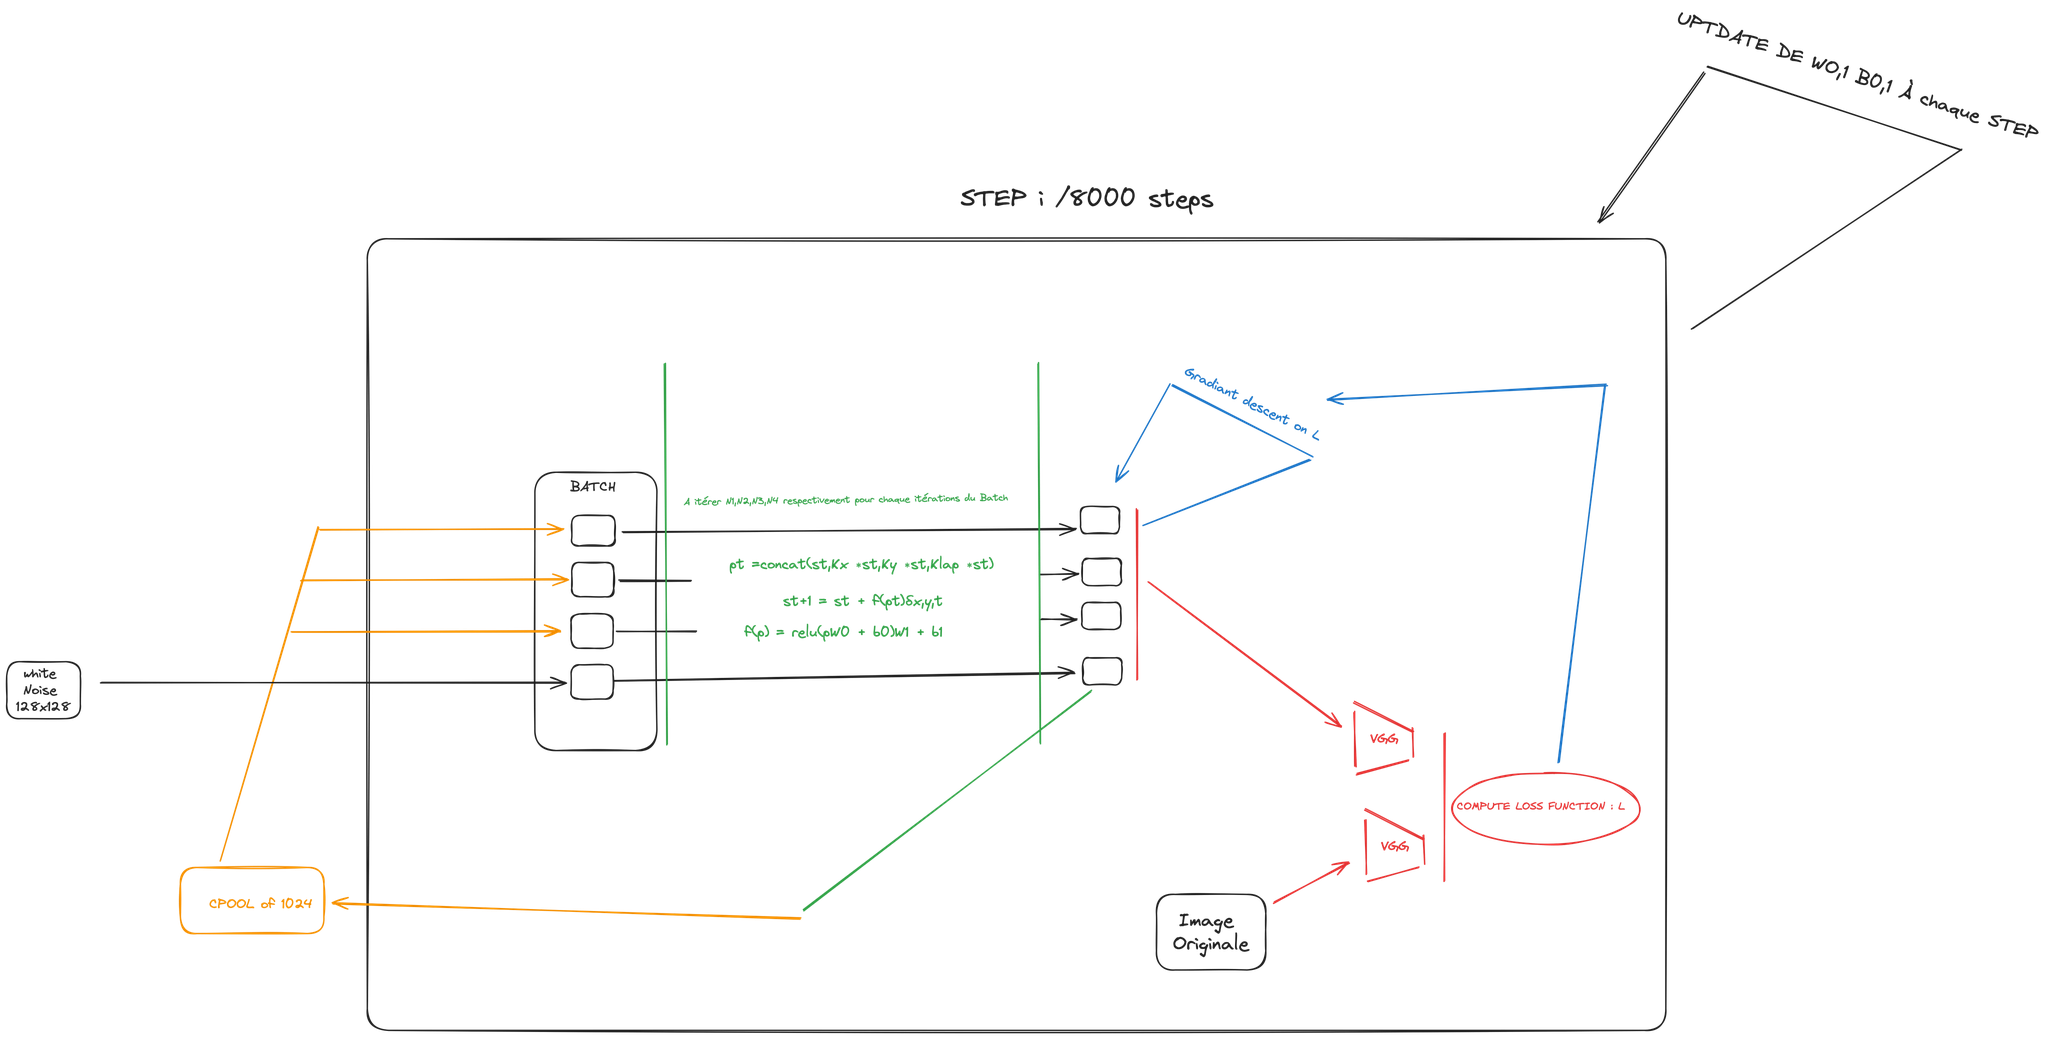 UPTDATE DE W0,1 B0,1 À chaque STEP
STEP : /8000 steps
Gradiant descent on L
BATCH
A itérer N1,N2,N3,N4 respectivement pour chaque itérations du Batch
pt =concat(st,Kx *st,Ky *st,Klap *st)
st+1 = st + f(pt)δx,y,t
f(p) = relu(pW0 + b0)W1 + b1
White
Noise
128x128
VGG
COMPUTE LOSS FUNCTION : L
VGG
CPOOL of 1024
Image
Originale